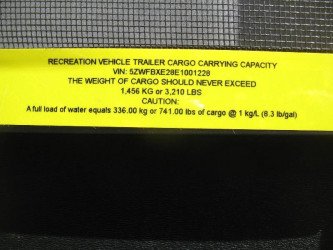 RECREATION VEHICLE TRAILER CARGO CARRYING CAPACITY
VIN: 5ZWFBXE28E1001228
THE WEIGHT OF CARGO SHOULD NEVER EXCEED
1,456 KG or 3,210 LBS
CAUTION:
A full load of water equals 336.00 kg or 741.00 lbs of cargo @ 1 kg/L (8.3 lb/gal)